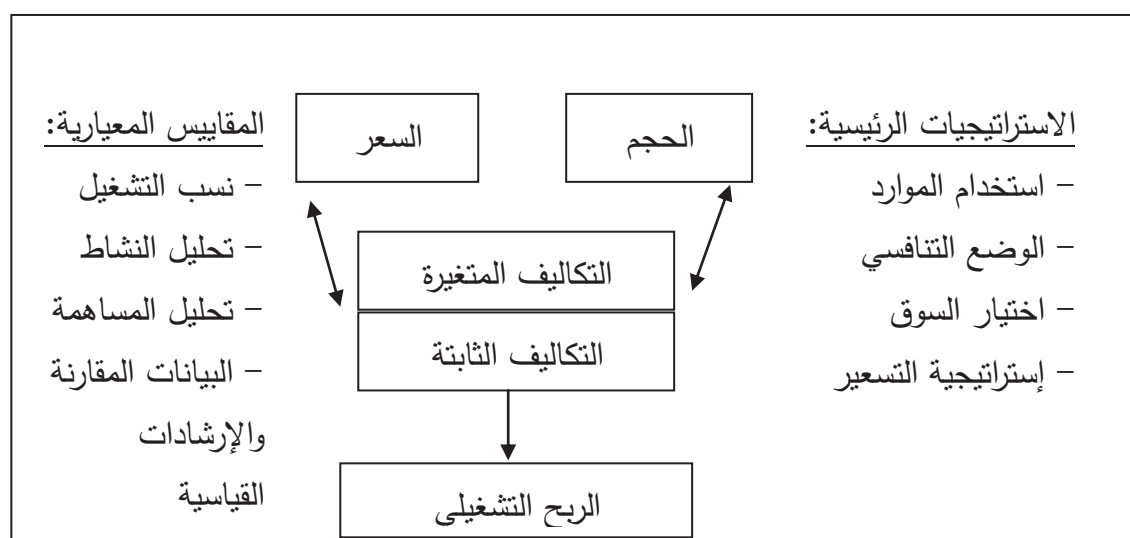 الاستراتيجيات الرئيسية:
– استخدام الموارد
– الوضع التنافسي
– اختيار السوق
– إستراتيجية التسعير
الحجم
السعر
التكاليف المتغيرة
التكاليف الثابتة
الربح التشغيلى
المقاييس المعيارية:
– نسب التشغيل
– تحليل النشاط
– تحليل المساهمة
– البيانات المقارنة
والإرشادات
القياسية